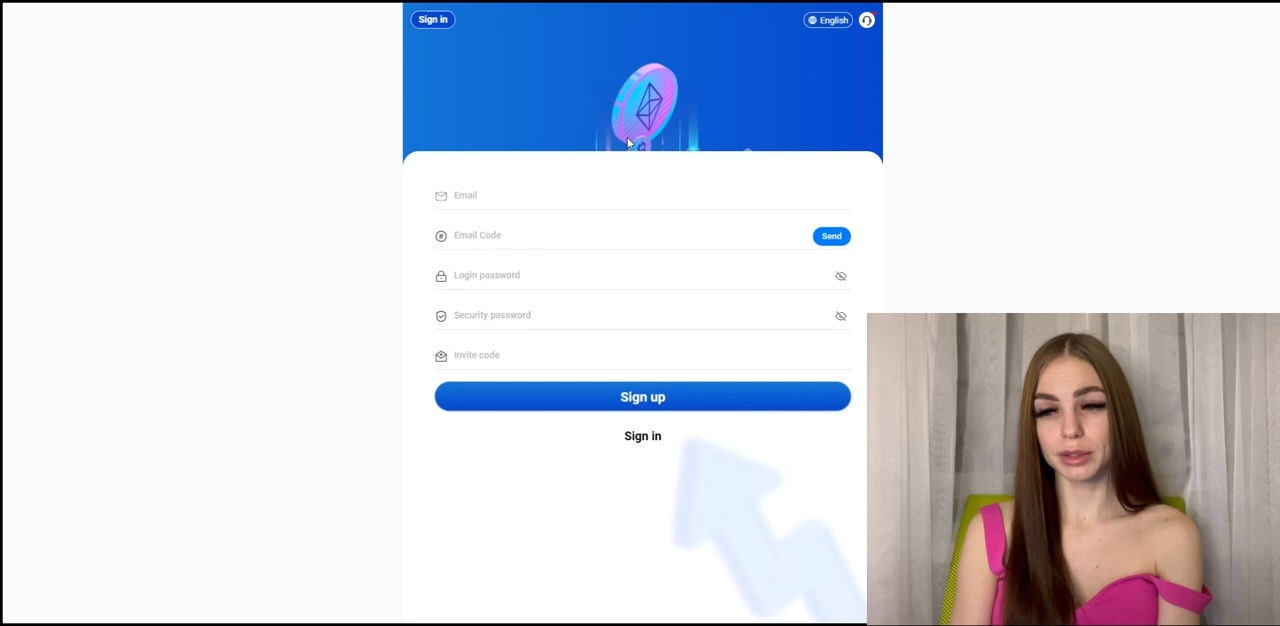 Sign in
English
Email
Email Code
Send
Login password
Security password
Invite code
Sign up
Sign in